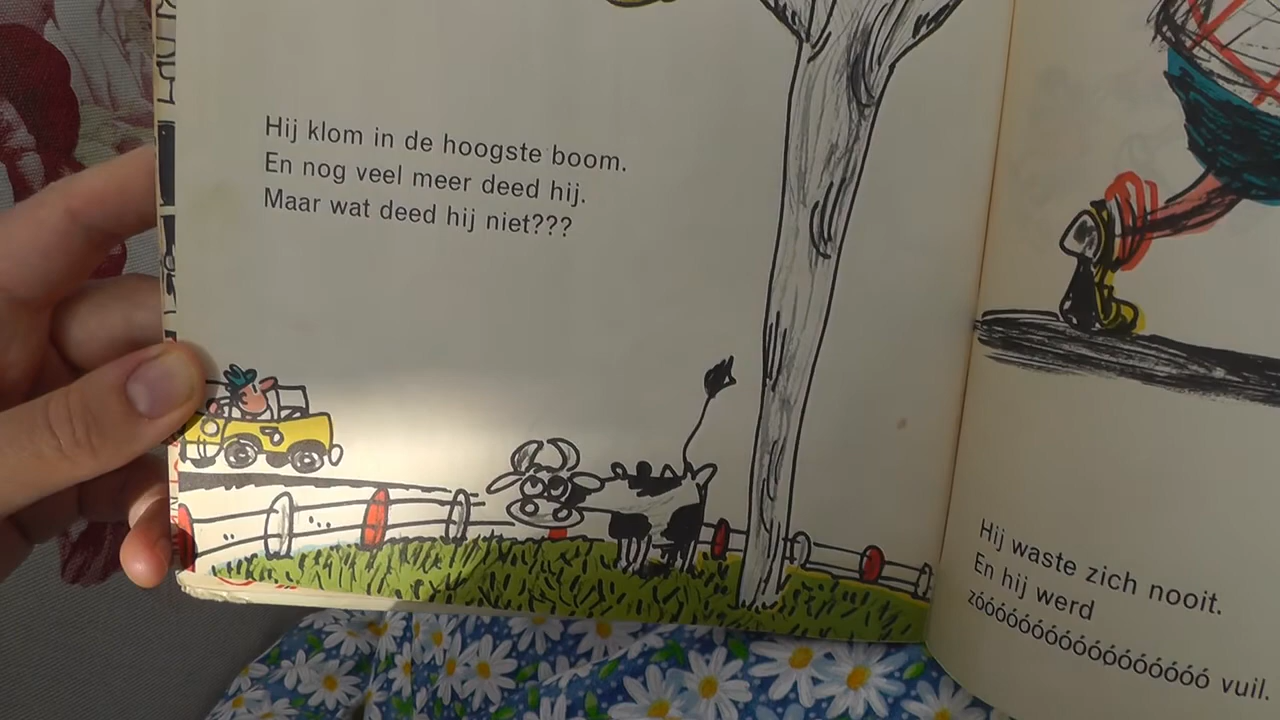 Hij klom in de hoogste boom.
En nog veel meer deed hij.
Maar wat deed hij niet???
Hij waste zich nooit.
En hij werd
zóóóóóóóóóóóóóóóóó vuil.